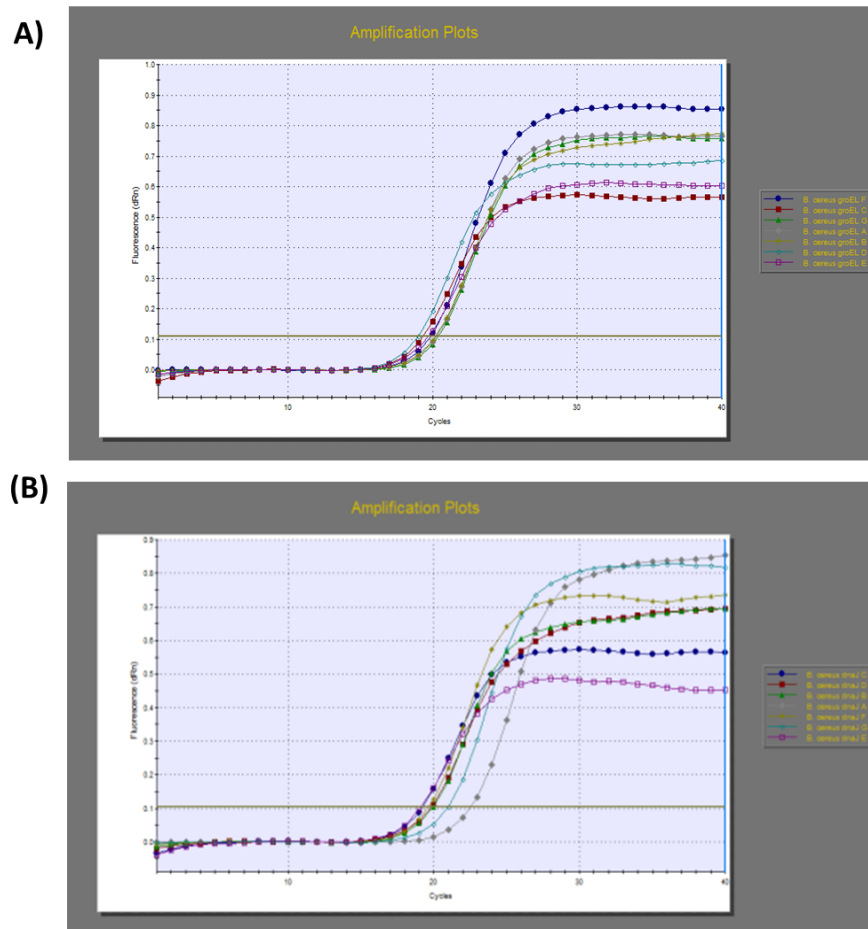 A)
Amplification Plots
Fluorescence (dRn)
1.0
0.9
0.8
0.7
0.6
0.5
0.4
0.3
0.2
0.1
0.0
10 20 30 40
Cycles
B. cereus groEL F
B. cereus groEL C
B. cereus groEL G
B. cereus groEL A
B. cereus groEL B
B. cereus groEL D
B. cereus groEL E
(B)
Amplification Plots
Fluorescence (dRn)
0.9
0.8
0.7
0.6
0.5
0.4
0.3
0.2
0.1
0.0
10 20 30 40
Cycles
B. cereus dnaJ C
B. cereus dnaJ D
B. cereus dnaJ B
B. cereus dnaJ A
B. cereus dnaJ F
B. cereus dnaJ G
B. cereus dnaJ E